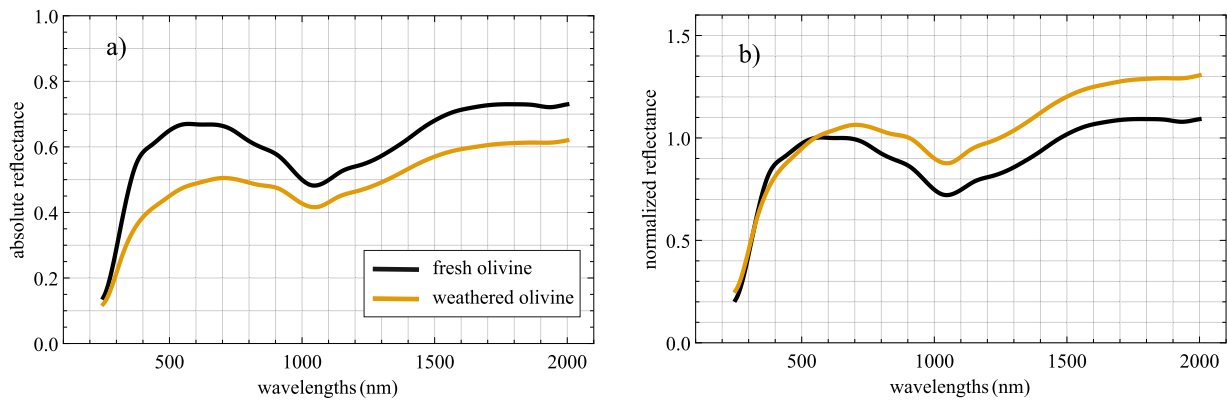 a)
absolute reflectance
1.0
0.8
0.6
0.4
0.2
0.0
fresh olivine
weathered olivine
500
1000
1500
2000
wavelengths (nm)
b)
normalized reflectance
1.5
1.0
0.5
0.0
500
1000
1500
2000
wavelengths (nm)